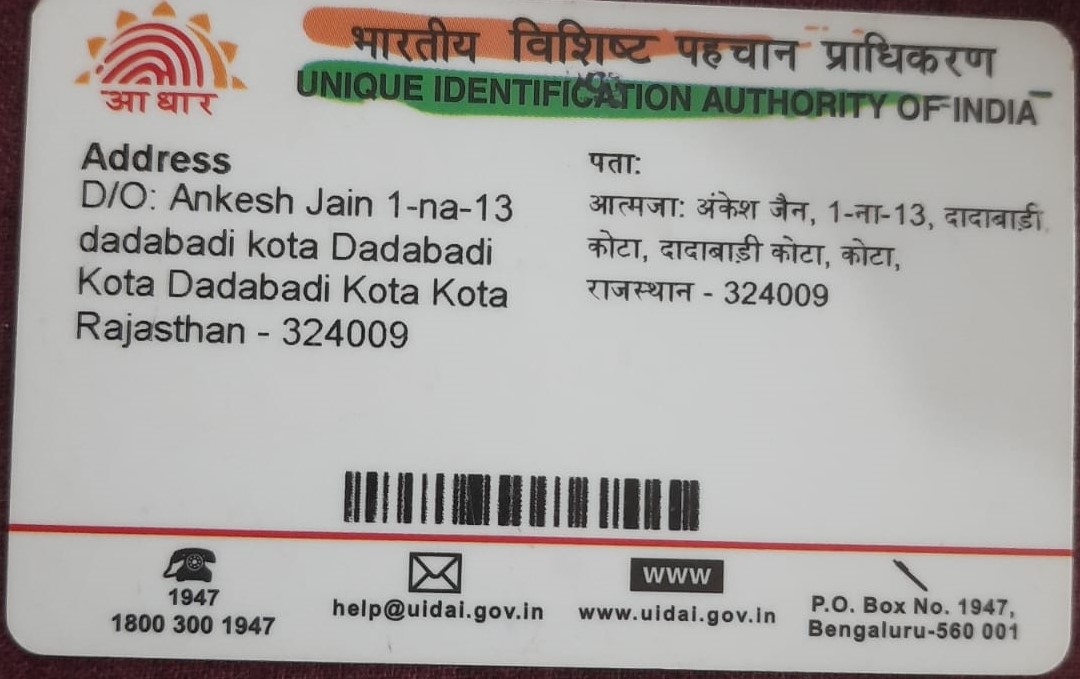 आधार
भारतीय विशिष्ट पहचान प्राधिकरण
UNIQUE IDENTIFICATION AUTHORITY OF INDIA
Address
D/O: Ankesh Jain 1-na-13
dadabadi kota Dadabadi
Kota Dadabadi Kota Kota
Rajasthan - 324009
पता:
आत्मजा: अंकेश जैन, 1-ना-13, दादाबाड़ी,
कोटा, दादाबाड़ी कोटा, कोटा,
राजस्थान - 324009
1947
1800 300 1947
help@uidai.gov.in
www
www.uidai.gov.in
P.O. Box No. 1947,
Bengaluru-560 001